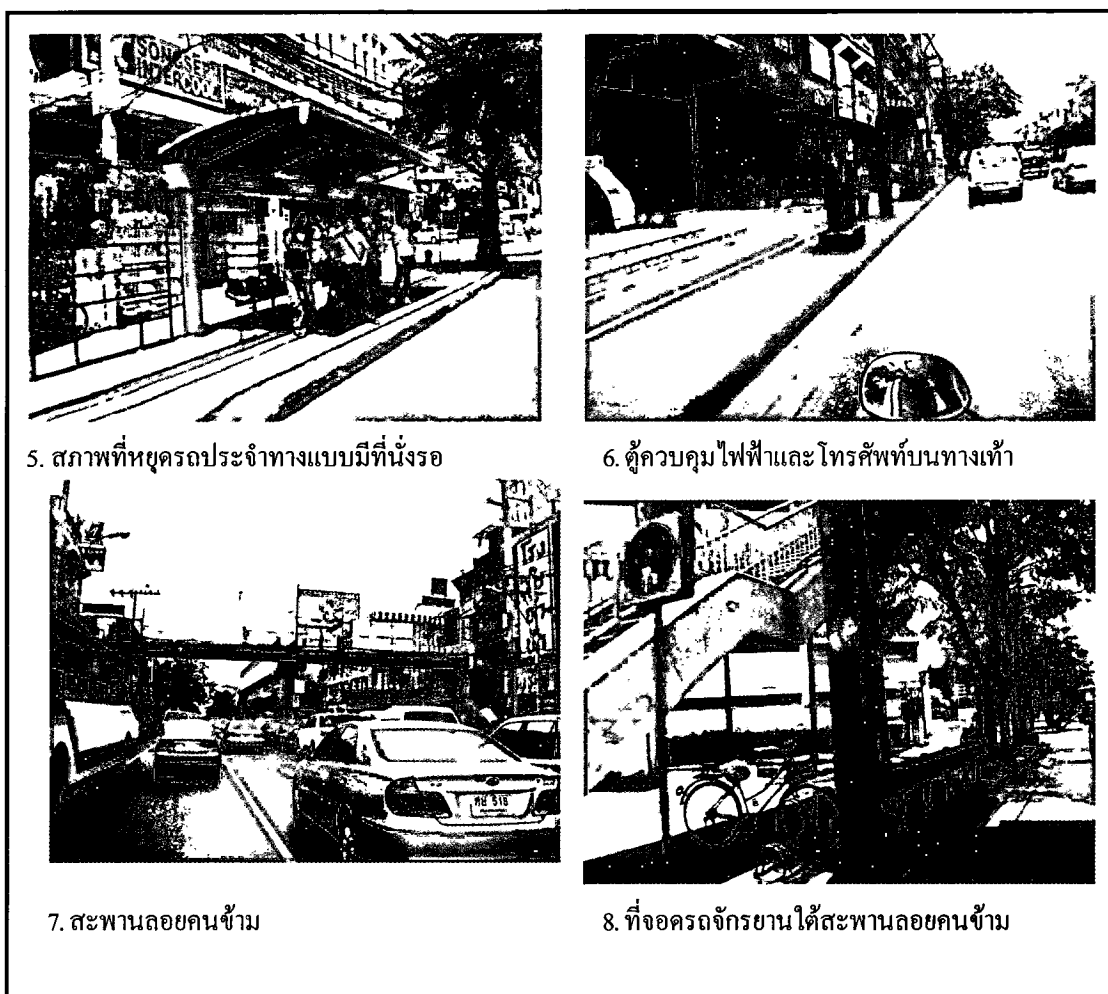 SONGSER
INTERCOOL
5. สภาพที่หยุดรถประจำทางแบบมีที่นั่งรอ
6. ตู้ควบคุมไฟฟ้าและโทรศัพท์บนทางเท้า
7. สะพานลอยคนข้าม
8. ที่จอดรถจักรยานใต้สะพานลอยคนข้าม